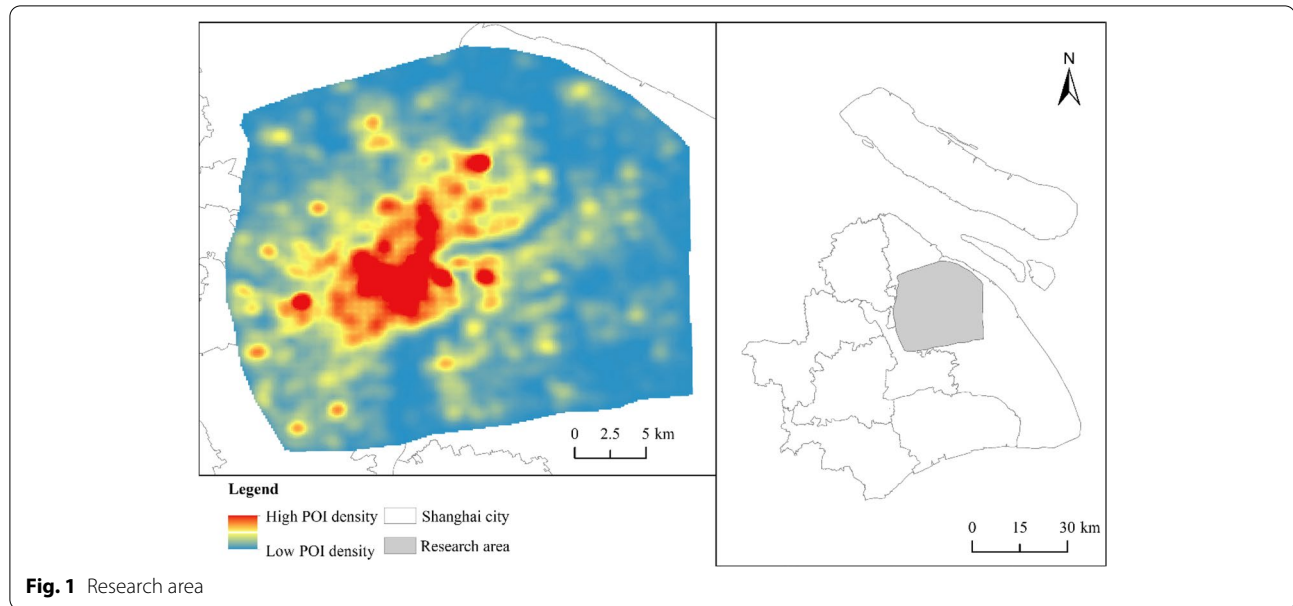 N
0 2.5 5 km
Legend
High POI density Shanghai city
Low POI density Research area
0 15 30 km
Fig. 1 Research area